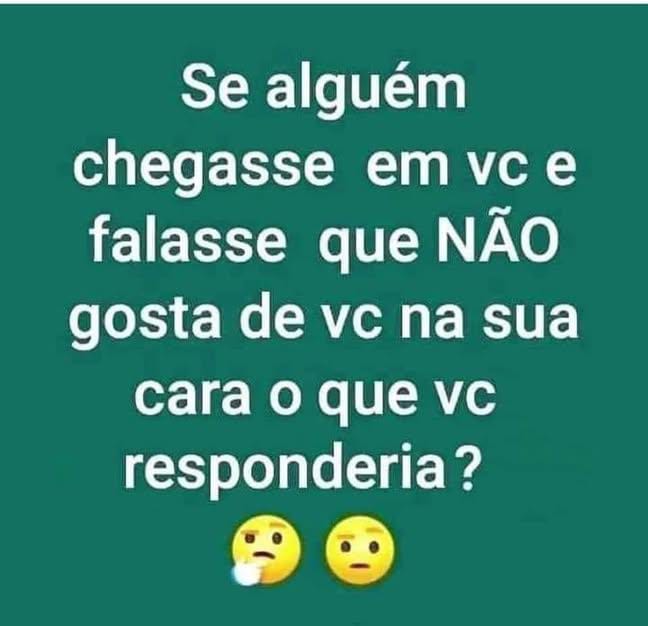 Se alguém
chegasse em vc e
falasse que NÃO
gosta de vc na sua
cara o que vc
responderia?